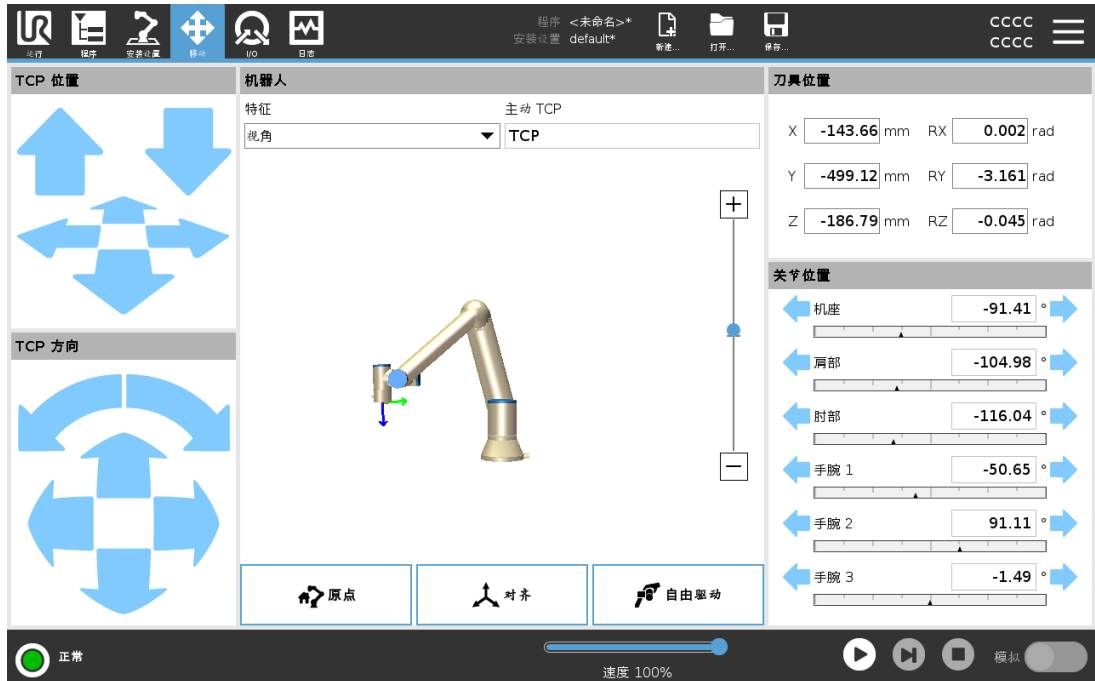 程序 <未命名>*
安装设置 default*
CCCC
CCCC
运行 程序 安装设置 移动 I/O 日志 新建... 打开... 保存...
TCP 位置
机器人
刀具位置
特征 主动 TCP
视角 TCP
X -143.66 mm RX 0.002 rad
Y -499.12 mm RY -3.161 rad
Z -186.79 mm RZ -0.045 rad
关节位置
机座 -91.41 °
TCP 方向
肩部 -104.98 °
肘部 -116.04 °
手腕 1 -50.65 °
手腕 2 91.11 °
手腕 3 -1.49 °
原点 对齐 自由驱动
正常
速度 100%
模拟